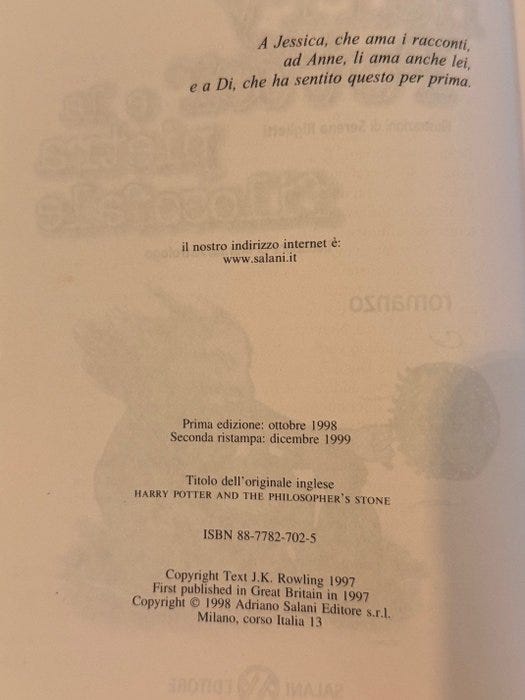 A Jessica, che ama i racconti,
ad Anne, li ama anche lei,
e a Di, che ha sentito questo per prima.
il nostro indirizzo internet è:
www.salani.it
Prima edizione: ottobre 1998
Seconda ristampa: dicembre 1999
Titolo dell'originale inglese
HARRY POTTER AND THE PHILOSOPHER'S STONE
ISBN 88-7782-702-5
Copyright Text J.K. Rowling 1997
First published in Great Britain in 1997
Copyright © 1998 Adriano Salani Editore s.r.l.
Milano, corso Italia 13